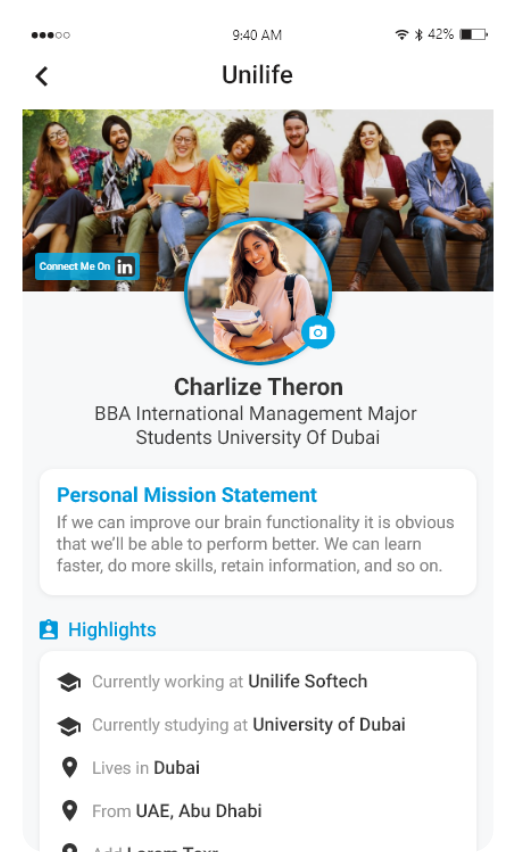 9:40 AM
42%
Unilife
Connect Me On in
Charlize Theron
BBA International Management Major
Students University Of Dubai
Personal Mission Statement
If we can improve our brain functionality it is obvious
that we'll be able to perform better. We can learn
faster, do more skills, retain information, and so on.
Highlights
Currently working at Unilife Softech
Currently studying at University of Dubai
Lives in Dubai
From UAE, Abu Dhabi
Add Lorem